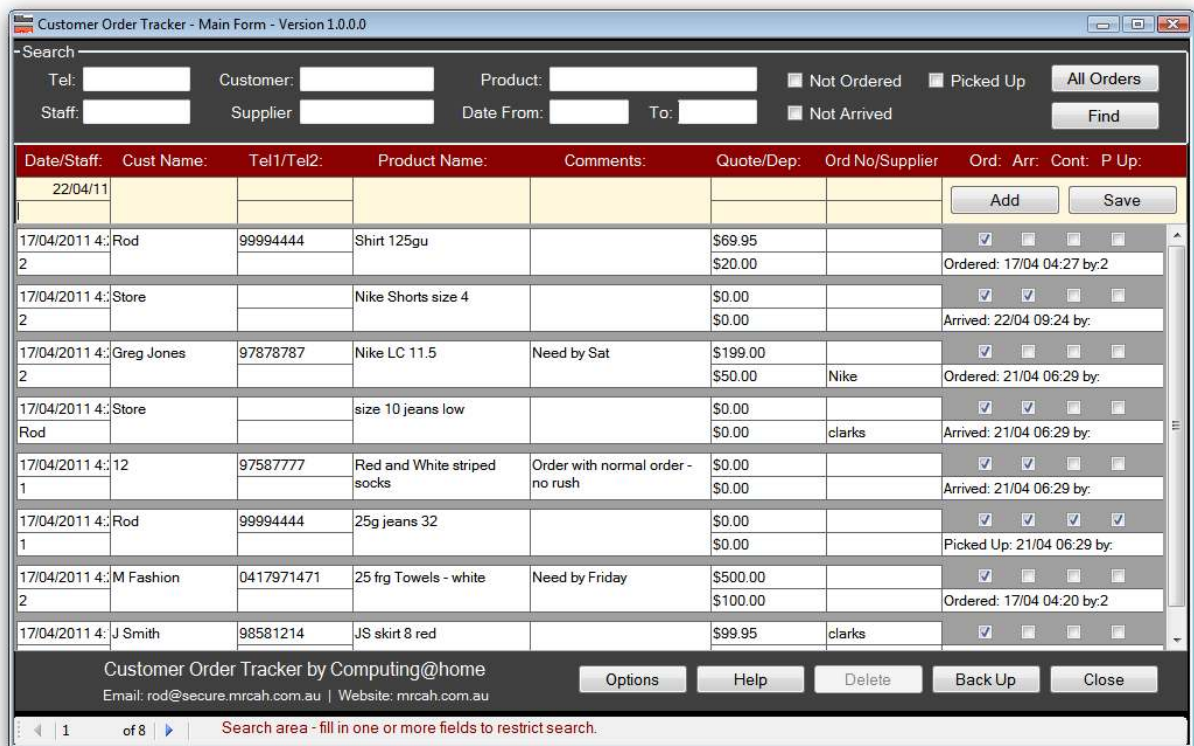 Customer Order Tracker - Main Form - Version 1.0.0.0
Search
Tel: Customer: Product: Not Ordered Picked Up All Orders
Staff: Supplier Date From: To: Not Arrived Find
Date/Staff: Cust Name: Tel1/Tel2: Product Name: Comments: Quote/Dep: Ord No/Supplier Ord: Arr: Cont: P Up:
22/04/11
Add Save
17/04/2011 4: Rod 99994444 Shirt 125gu $69.95
2 $20.00 Ordered: 17/04 04:27 by:2
17/04/2011 4: Store Nike Shorts size 4 $0.00
2 $0.00 Arrived: 22/04 09:24 by:
17/04/2011 4: Greg Jones 97878787 Nike LC 11.5 Need by Sat $199.00
2 $50.00 Nike Ordered: 21/04 06:29 by:
17/04/2011 4: Store size 10 jeans low $0.00
Rod $0.00 clarks Arrived: 21/04 06:29 by:
17/04/2011 4: 12 97587777 Red and White striped Order with normal order - $0.00
socks no rush
1 $0.00 Arrived: 21/04 06:29 by:
17/04/2011 4: Rod 99994444 25g jeans 32 $0.00
1 $0.00 Picked Up: 21/04 06:29 by:
17/04/2011 4: M Fashion 0417971471 25 frg Towels - white Need by Friday $500.00
2 $100.00 Ordered: 17/04 04:20 by:2
17/04/2011 4: J Smith 98581214 JS skirt 8 red $99.95 clarks
Customer Order Tracker by Computing@home
Email: rod@secure.mrcah.com.au | Website: mrcah.com.au
Options Help Delete Back Up Close
1 of 8 Search area - fill in one or more fields to restrict search.